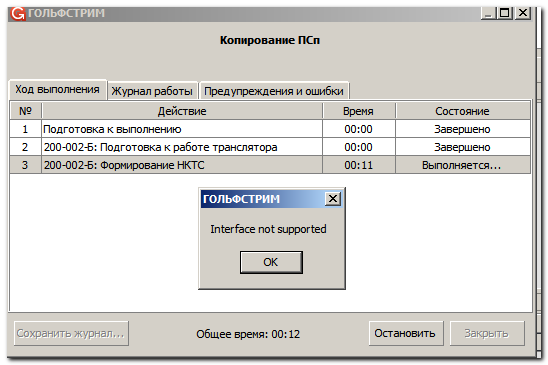 ГОЛЬФСТРИМ
Копирование ПСп
Ход выполнения Журнал работы Предупреждения и ошибки
№ Действие Время Состояние
1 Подготовка к выполнению 00:00 Завершено
2 200-002-Б: Подготовка к работе транслятора 00:00 Завершено
3 200-002-Б: Формирование НКТС 00:11 Выполняется...
ГОЛЬФСТРИМ
Interface not supported
OK
Сохранить журнал... Общее время: 00:12 Остановить Закрыть